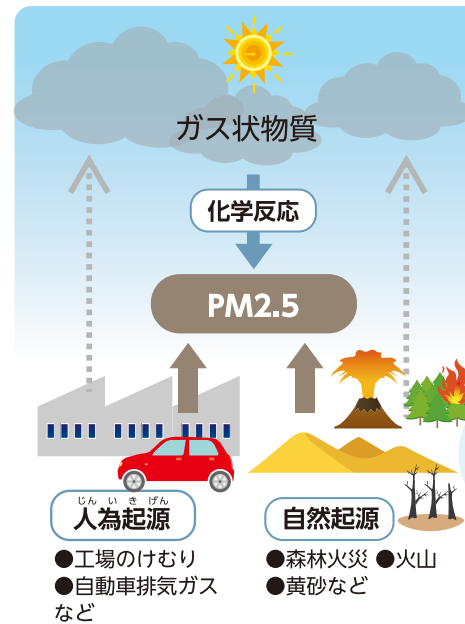 ガス状物質
化学反応
PM2.5
じん い き げん
人為起源
●工場のけむり
●自動車排気ガス
など
自然起源
●森林火災 ●火山
●黄砂など